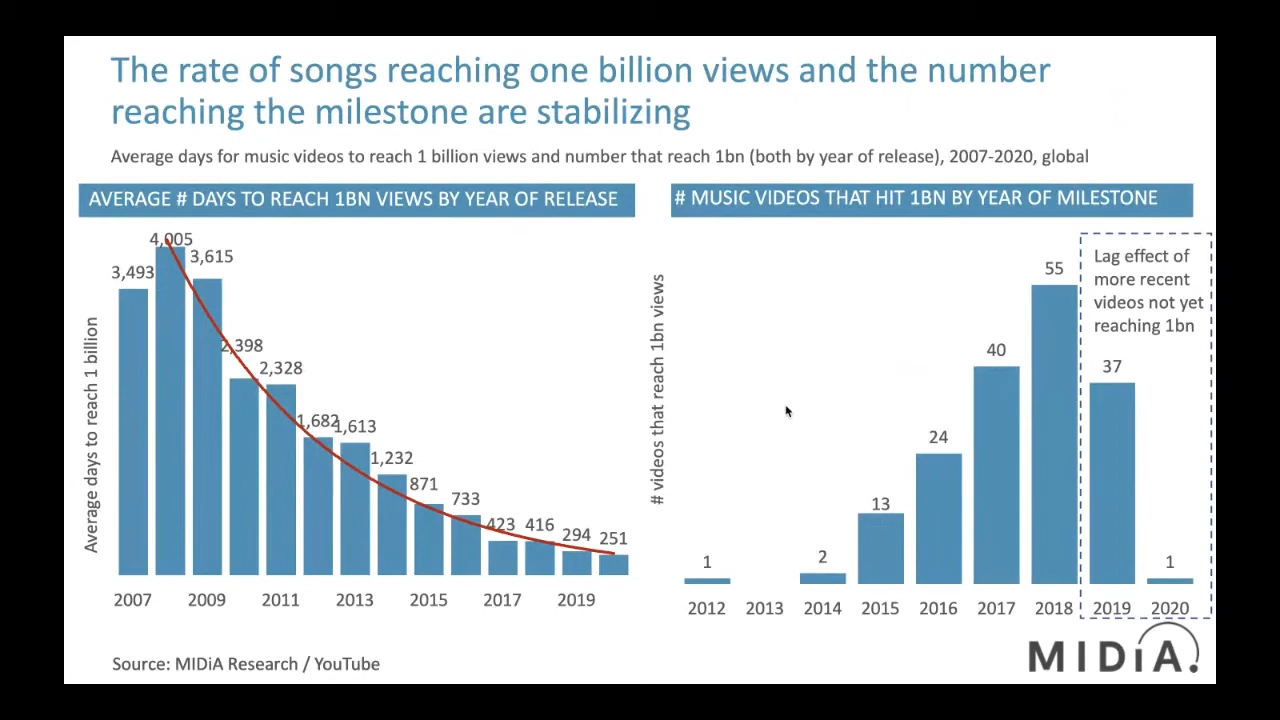 The rate of songs reaching one billion views and the number
reaching the milestone are stabilizing
Average days for music videos to reach 1 billion views and number that reach 1bn (both by year of release), 2007-2020, global
AVERAGE # DAYS TO REACH 1BN VIEWS BY YEAR OF RELEASE
Average days to reach 1 billion
3,493
4,005
3,615
2,398
2,328
1,682
1,613
1,232
871
733
423
416
294
251
2007 2009 2011 2013 2015 2017 2019
# MUSIC VIDEOS THAT HIT 1BN BY YEAR OF MILESTONE
# videos that reach 1bn views
1
2
13
24
40
55
37
1
Lag effect of
more recent
videos not yet
reaching 1bn
2012 2013 2014 2015 2016 2017 2018 2019 2020
Source: MIDiA Research / YouTube
MIDiA.